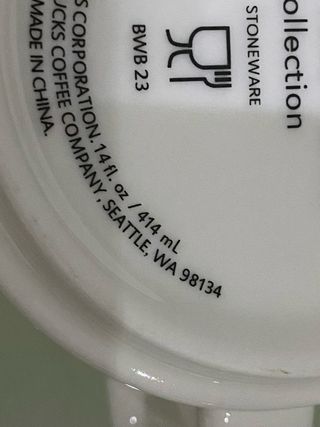 ollection
STONEWARE
BWB 23
S CORPORATION. 14 fl. oz / 414 mL
UCKS COFFEE COMPANY, SEATTLE, WA 98134
MADE IN CHINA.